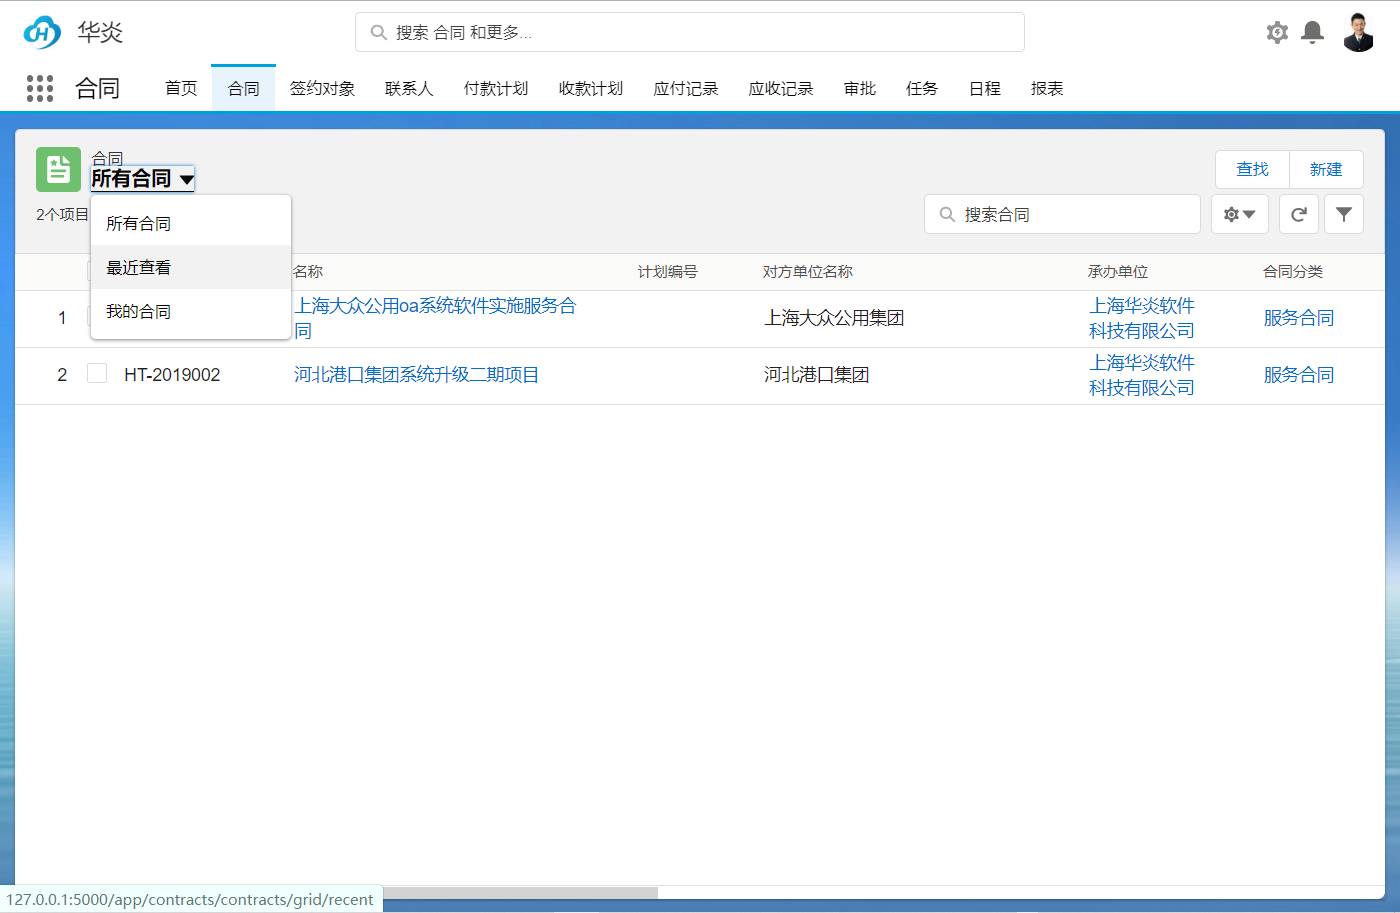 华炎
搜索 合同 和更多...
合同
首页
合同
签约对象
联系人
付款计划
收款计划
应付记录
应收记录
审批
任务
日程
报表
合同
所有合同
查找
新建
2个项目
搜索合同
所有合同
最近查看
我的合同
名称
计划编号
对方单位名称
承办单位
合同分类
1
上海大众公用oa系统软件实施服务合
同
上海大众公用集团
上海华炎软件
科技有限公司
服务合同
2
HT-2019002
河北港口集团系统升级二期项目
河北港口集团
上海华炎软件
科技有限公司
服务合同
127.0.0.1:5000/app/contracts/contracts/grid/recent